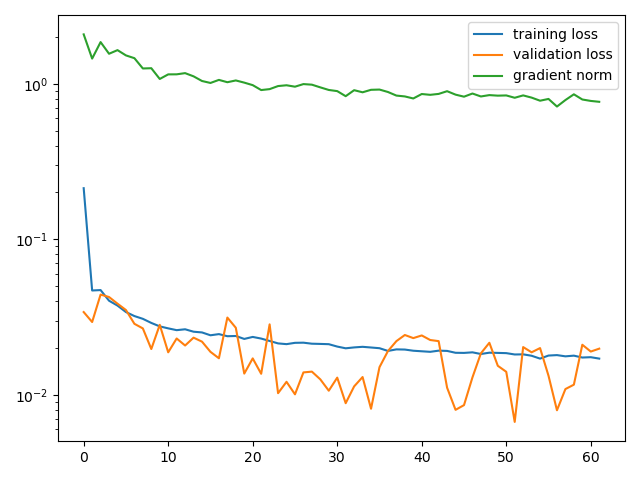 training loss
validation loss
gradient norm
10⁰
10⁻¹
10⁻²
0 10 20 30 40 50 60